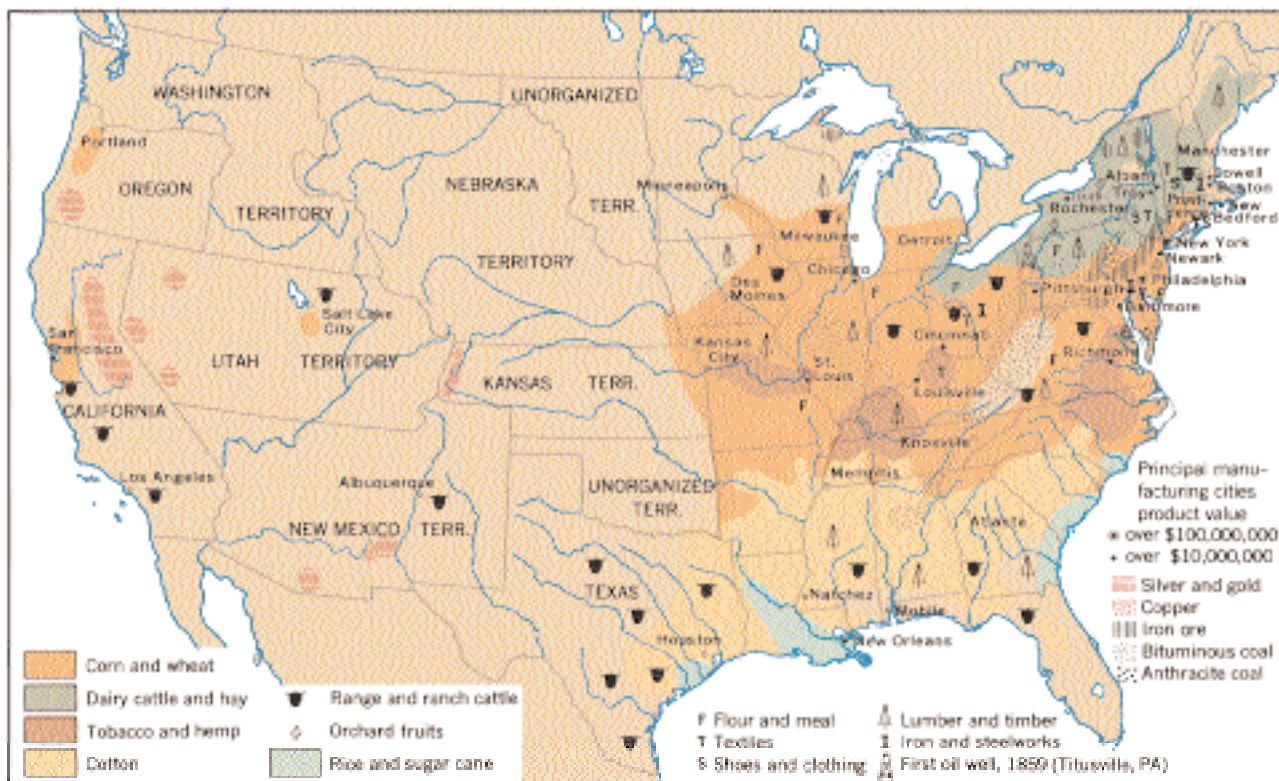 WASHINGTON
UNORGANIZED
Portland
OREGON
TERRITORY
NEBRASKA
TERR.
TERRITORY
Minneapolis
Milwaukee
Detroit
Chicago
Des
Moines
Manchester
Lowell
Boston
Albany
Troy
Rochester
New
Bedford
New York
Newark
Pittsburgh
Philadelphia
Baltimore
San
Francisco
Salt Lake
City
UTAH
TERRITORY
KANSAS
TERR.
Kansas
City
St.
Louis
Cincinnati
Louisville
Richmond
CALIFORNIA
Los Angeles
Albuquerque
NEW MEXICO
TERR.
UNORGANIZED
TERR.
Knoxville
Memphis
Atlanta
TEXAS
Houston
Natchez
Mobile
New Orleans
Principal manu-
facturing cities
product value
over $100,000,000
over $10,000,000
Silver and gold
Copper
Iron ore
Bituminous coal
Anthracite coal
Corn and wheat
Dairy cattle and hay
Tobacco and hemp
Cotton
Range and ranch cattle
Orchard fruits
Rice and sugar cane
F Flour and meal
T Textiles
S Shoes and clothing
Lumber and timber
I Iron and steelworks
First oil well, 1859 (Titusville, PA)